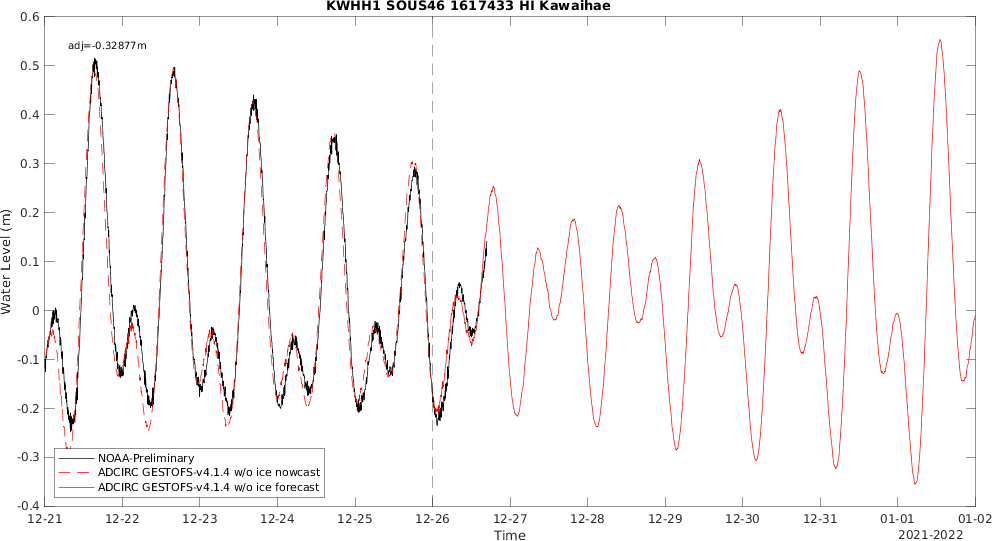 KWHH1 SOUS46 1617433 HI Kawaihae
adj=-0.32877m
0.6
0.5
0.4
0.3
0.2
0.1
0
-0.1
-0.2
-0.3
-0.4
Water Level (m)
NOAA-Preliminary
ADCIRC GESTOFS-v4.1.4 w/o ice nowcast
ADCIRC GESTOFS-v4.1.4 w/o ice forecast
12-21 12-22 12-23 12-24 12-25 12-26 12-27 12-28 12-29 12-30 12-31 01-01 01-02
Time
2021-2022